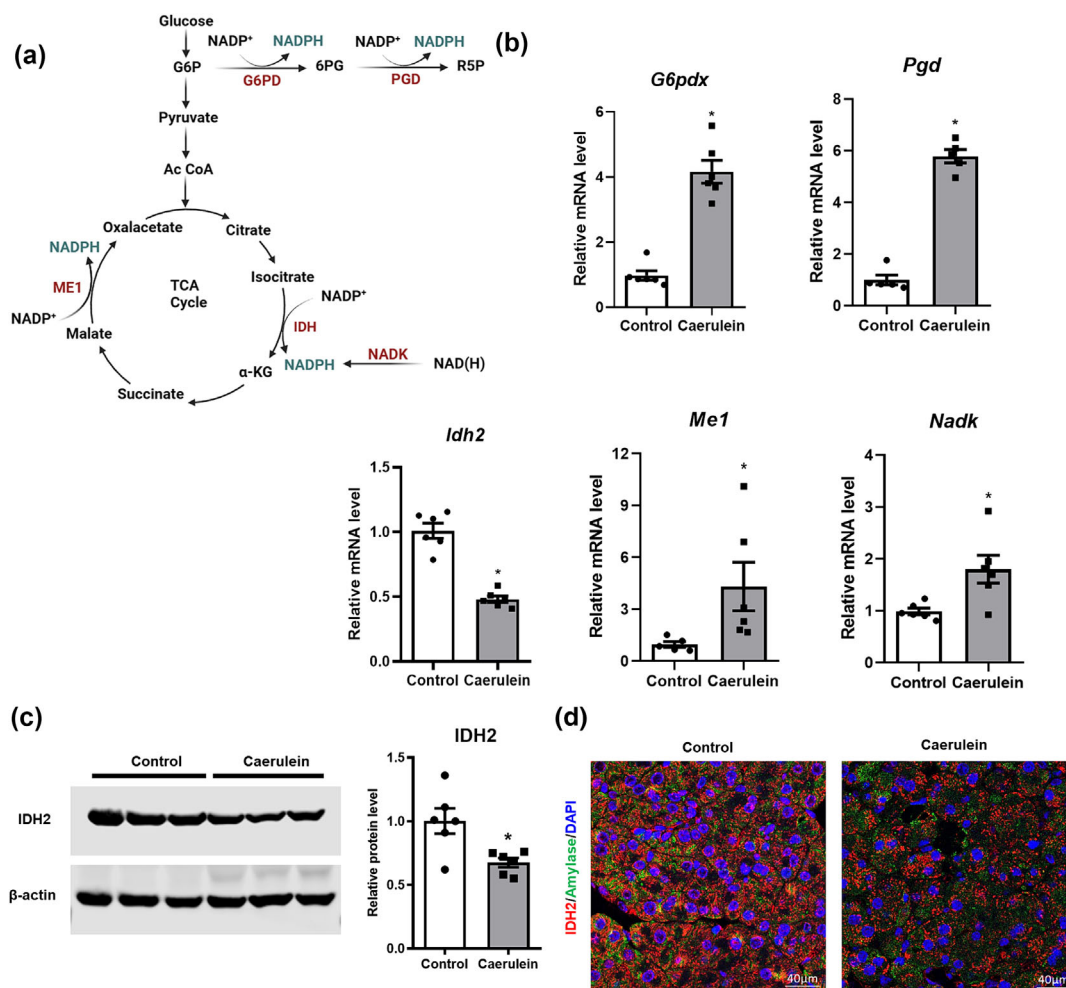 (a)
Glucose
NADP⁺ NADPH NADP⁺ NADPH
G6P 6PG R5P
G6PD PGD
Pyruvate
Ac CoA
Oxalacetate Citrate
NADPH
Isocitrate
ME1 TCA
Cycle
NADP⁺
NADP⁺ IDH
Malate
NADK
α-KG NADPH NAD(H)
Succinate
(b)
G6pdx
Relative mRNA level
6
*
4
2
0
Control Caerulein
Pgd
Relative mRNA level
8
*
6
4
2
0
Control Caerulein
Idh2
Relative mRNA level
1.5
1.0
*
0.5
0.0
Control Caerulein
Me1
Relative mRNA level
12
*
9
6
3
0
Control Caerulein
Nadk
Relative mRNA level
4
3
*
2
1
0
Control Caerulein
(c)
Control Caerulein
IDH2
β-actin
IDH2
Relative protein level
1.5
1.0
*
0.5
0.0
Control Caerulein
(d)
Control Caerulein
IDH2/Amylase/DAPI
40µm 40µm